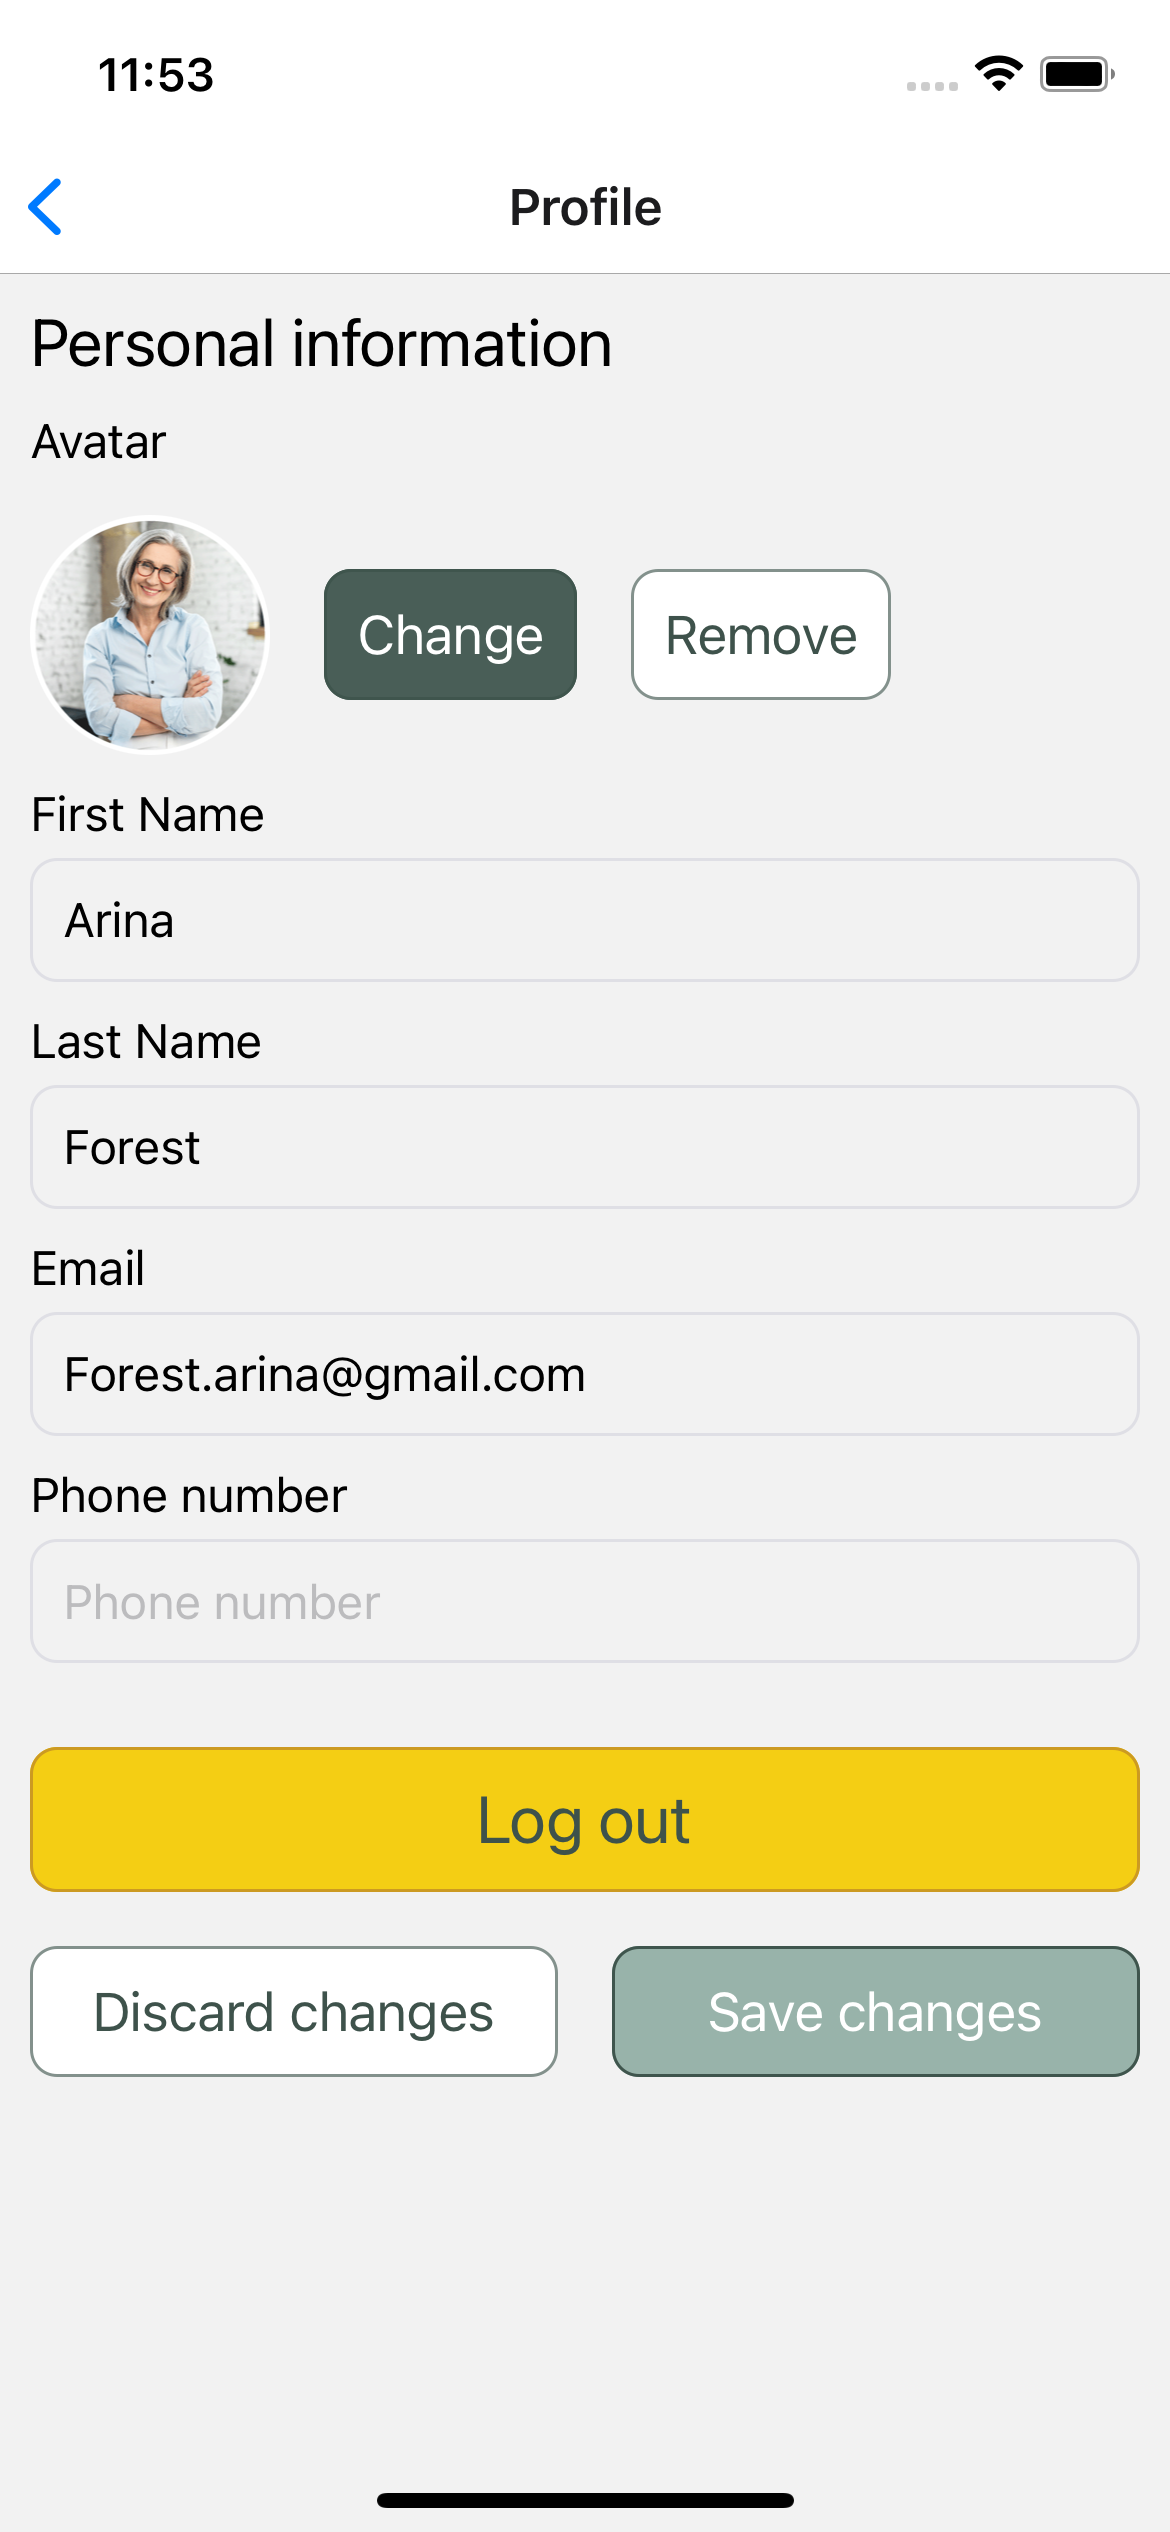 11:53
Profile
Personal information
Avatar
Change
Remove
First Name
Arina
Last Name
Forest
Email
Forest.arina@gmail.com
Phone number
Phone number
Log out
Discard changes
Save changes